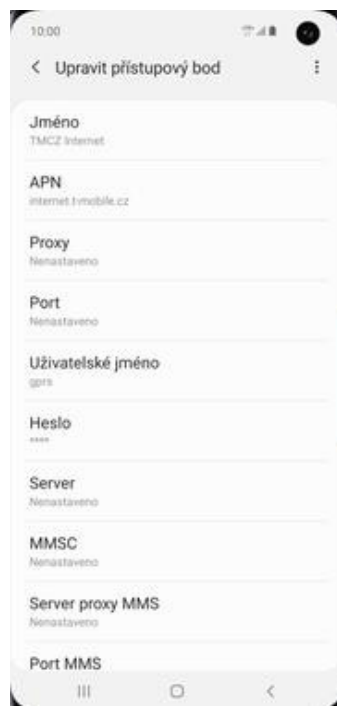 10:00
Upravit přístupový bod
Jméno
TMCZ Internet
APN
internet.t-mobile.cz
Proxy
Nenastaveno
Port
Nenastaveno
Uživatelské jméno
gprs
Heslo
****
Server
Nenastaveno
MMSC
Nenastaveno
Server proxy MMS
Nenastaveno
Port MMS